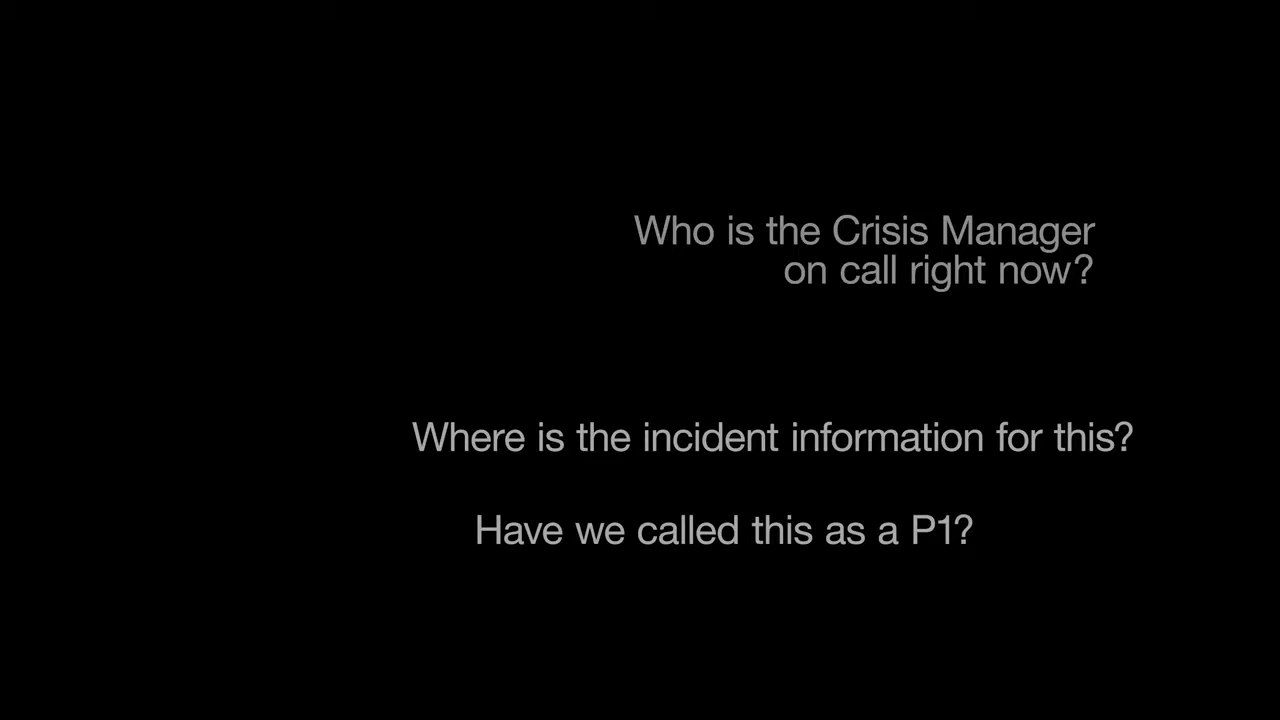 Who is the Crisis Manager
on call right now?
Where is the incident information for this?
Have we called this as a P1?